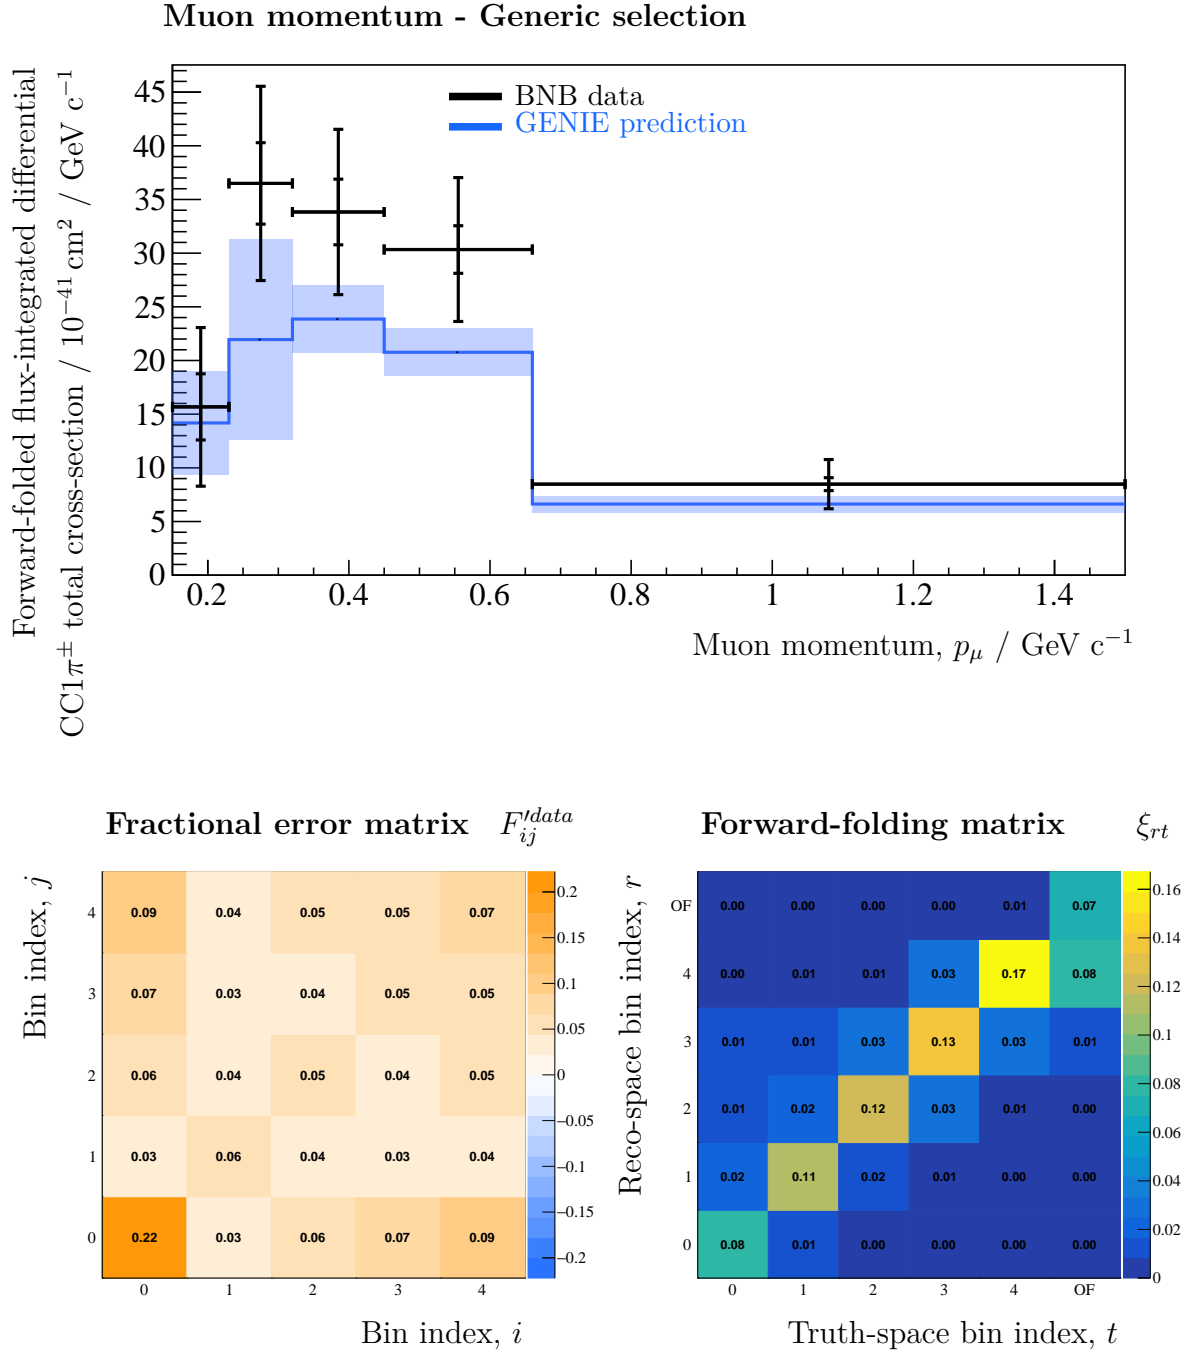 Muon momentum - Generic selection
Forward-folded flux-integrated differential
CC1π± total cross-section / 10−41 cm2 / GeV c−1
45
40
35
30
25
20
15
10
5
0
BNB data
GENIE prediction
0.2 0.4 0.6 0.8 1 1.2 1.4
Muon momentum, pμ / GeV c−1
Fractional error matrix F′dataij
Bin index, j
4 0.09 0.04 0.05 0.05 0.07
3 0.07 0.03 0.04 0.05 0.05
2 0.06 0.04 0.05 0.04 0.05
1 0.03 0.06 0.04 0.03 0.04
0 0.22 0.03 0.06 0.07 0.09
0 1 2 3 4
Bin index, i
0.2
0.15
0.1
0.05
0
−0.05
−0.1
−0.15
−0.2
Forward-folding matrix ξrt
Reco-space bin index, r
OF 0.00 0.00 0.00 0.00 0.01 0.07
4 0.00 0.01 0.01 0.03 0.17 0.08
3 0.01 0.01 0.03 0.13 0.03 0.01
2 0.01 0.02 0.12 0.03 0.01 0.00
1 0.02 0.11 0.02 0.01 0.00 0.00
0 0.08 0.01 0.00 0.00 0.00 0.00
0 1 2 3 4 OF
Truth-space bin index, t
0.16
0.14
0.12
0.1
0.08
0.06
0.04
0.02
0